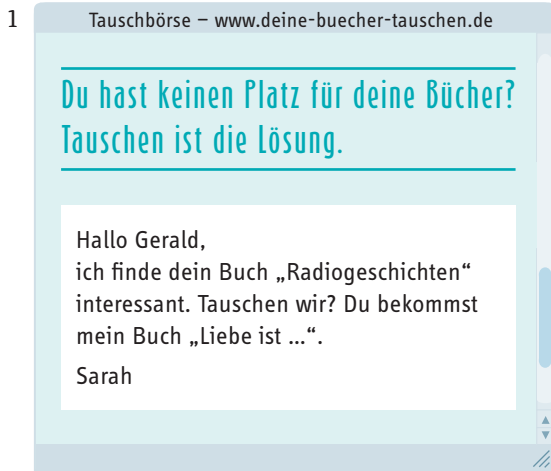 1
Tauschbörse – www.deine-buecher-tauschen.de
Du hast keinen Platz für deine Bücher?
Tauschen ist die Lösung.
Hallo Gerald,
ich finde dein Buch „Radiogeschichten“
interessant. Tauschen wir? Du bekommst
mein Buch „Liebe ist ...“.
Sarah